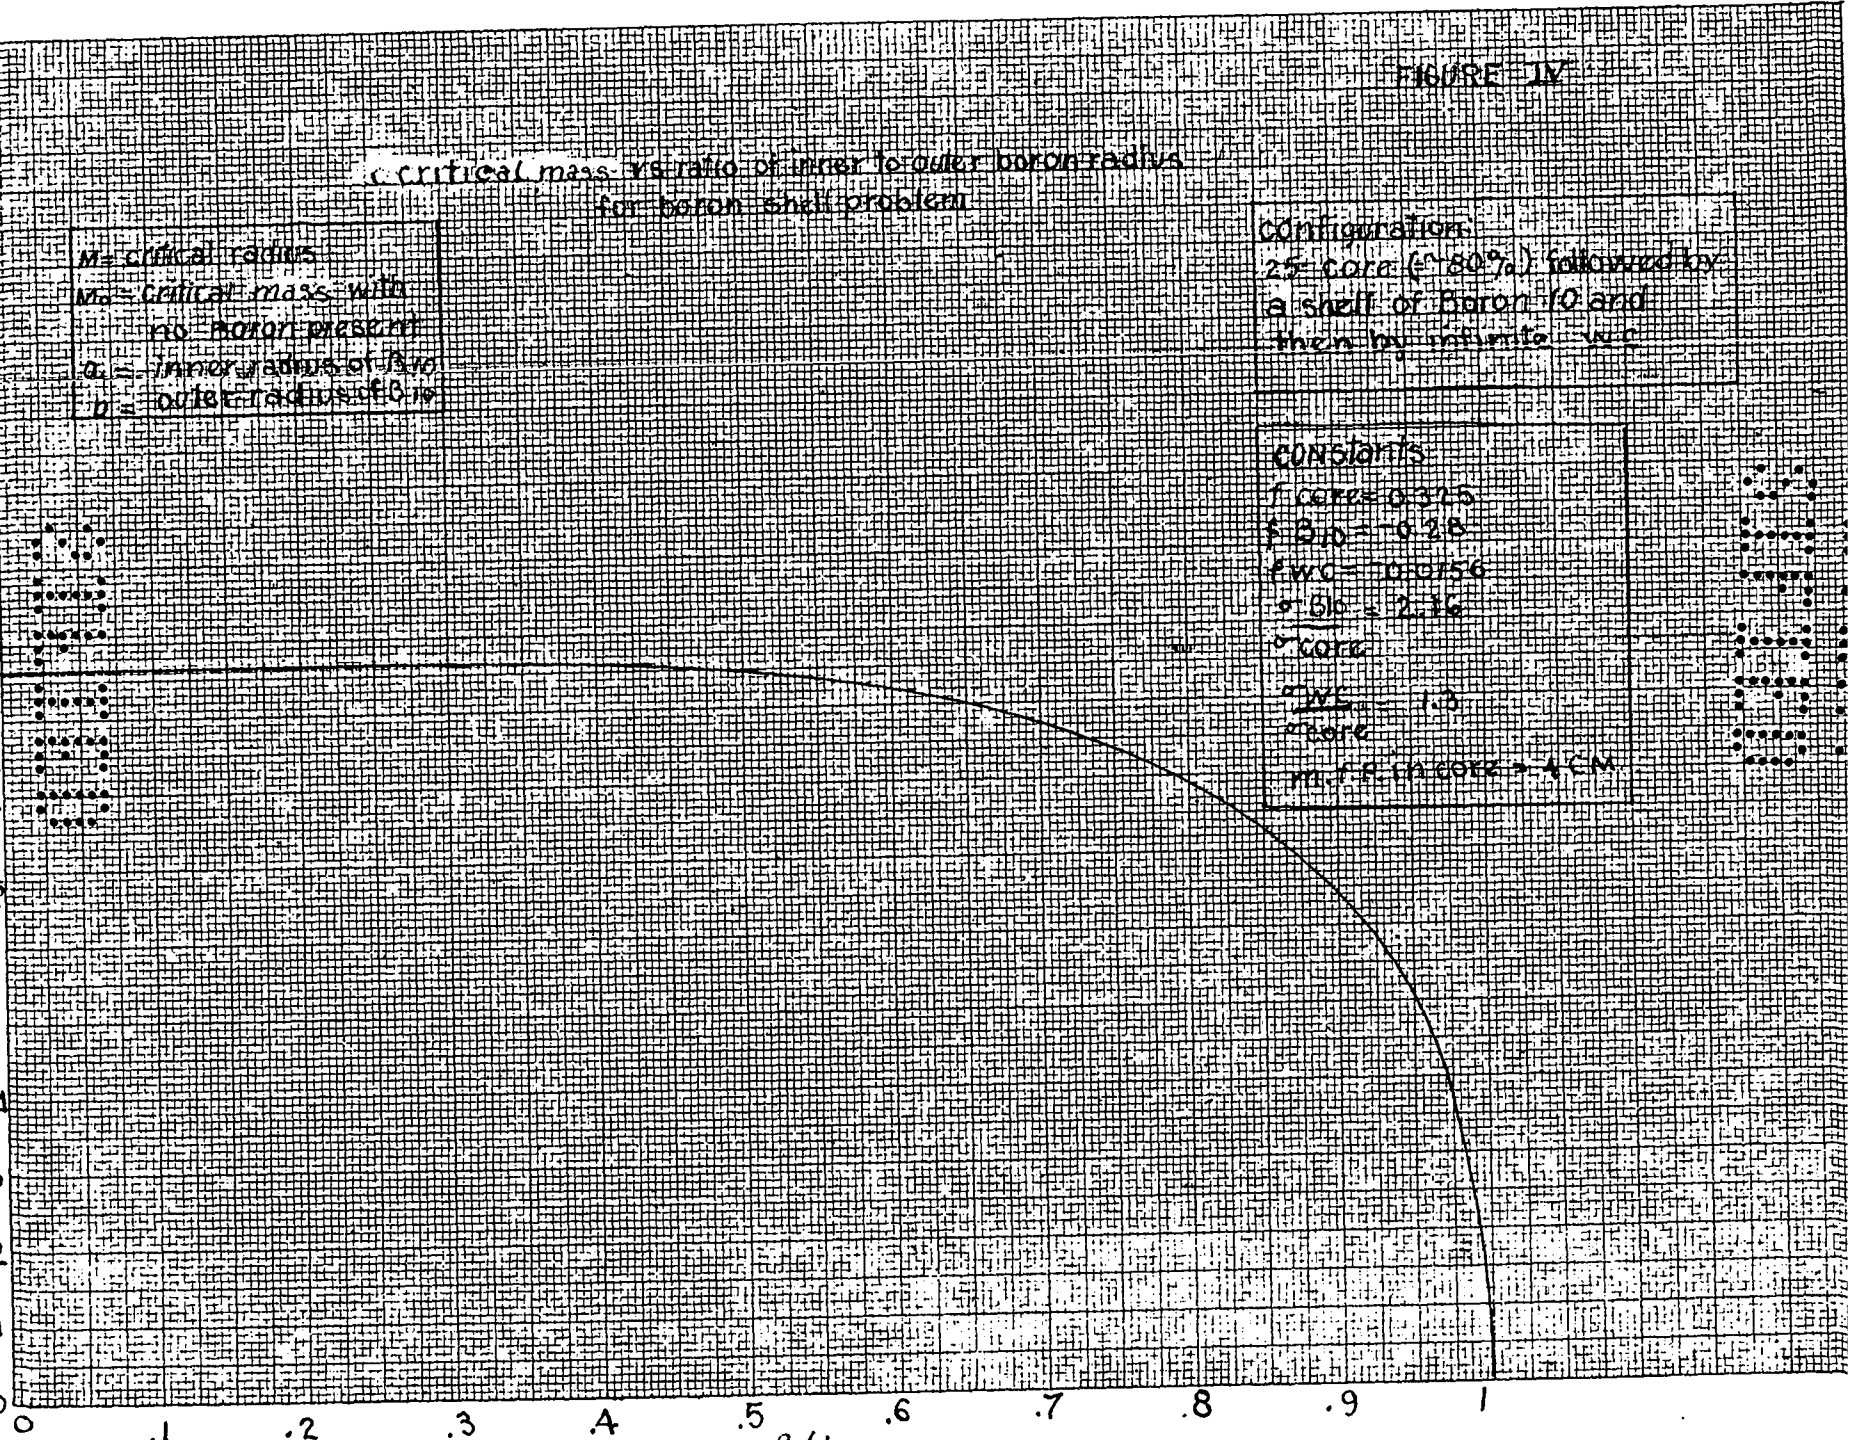 FIGURE IV
critical mass vs ratio of inner to outer boron radius
for boron shell problem
M = critical radius
Mo = critical mass with
no Boron present
a = inner radius of B10
b = outer radius of B10
configuration:
25 core (~80%) followed by
a shell of Boron 10 and
then by infinite WC
constants
f core = 0.325
f B10 = -0.28
f WC = -0.0156
σ B10 = 2.16
σ core
σ WC = 1.3
σ core
m.f.p. in core = 4 CM.
0 .1 .2 .3 .4 .5 .6 .7 .8 .9 1